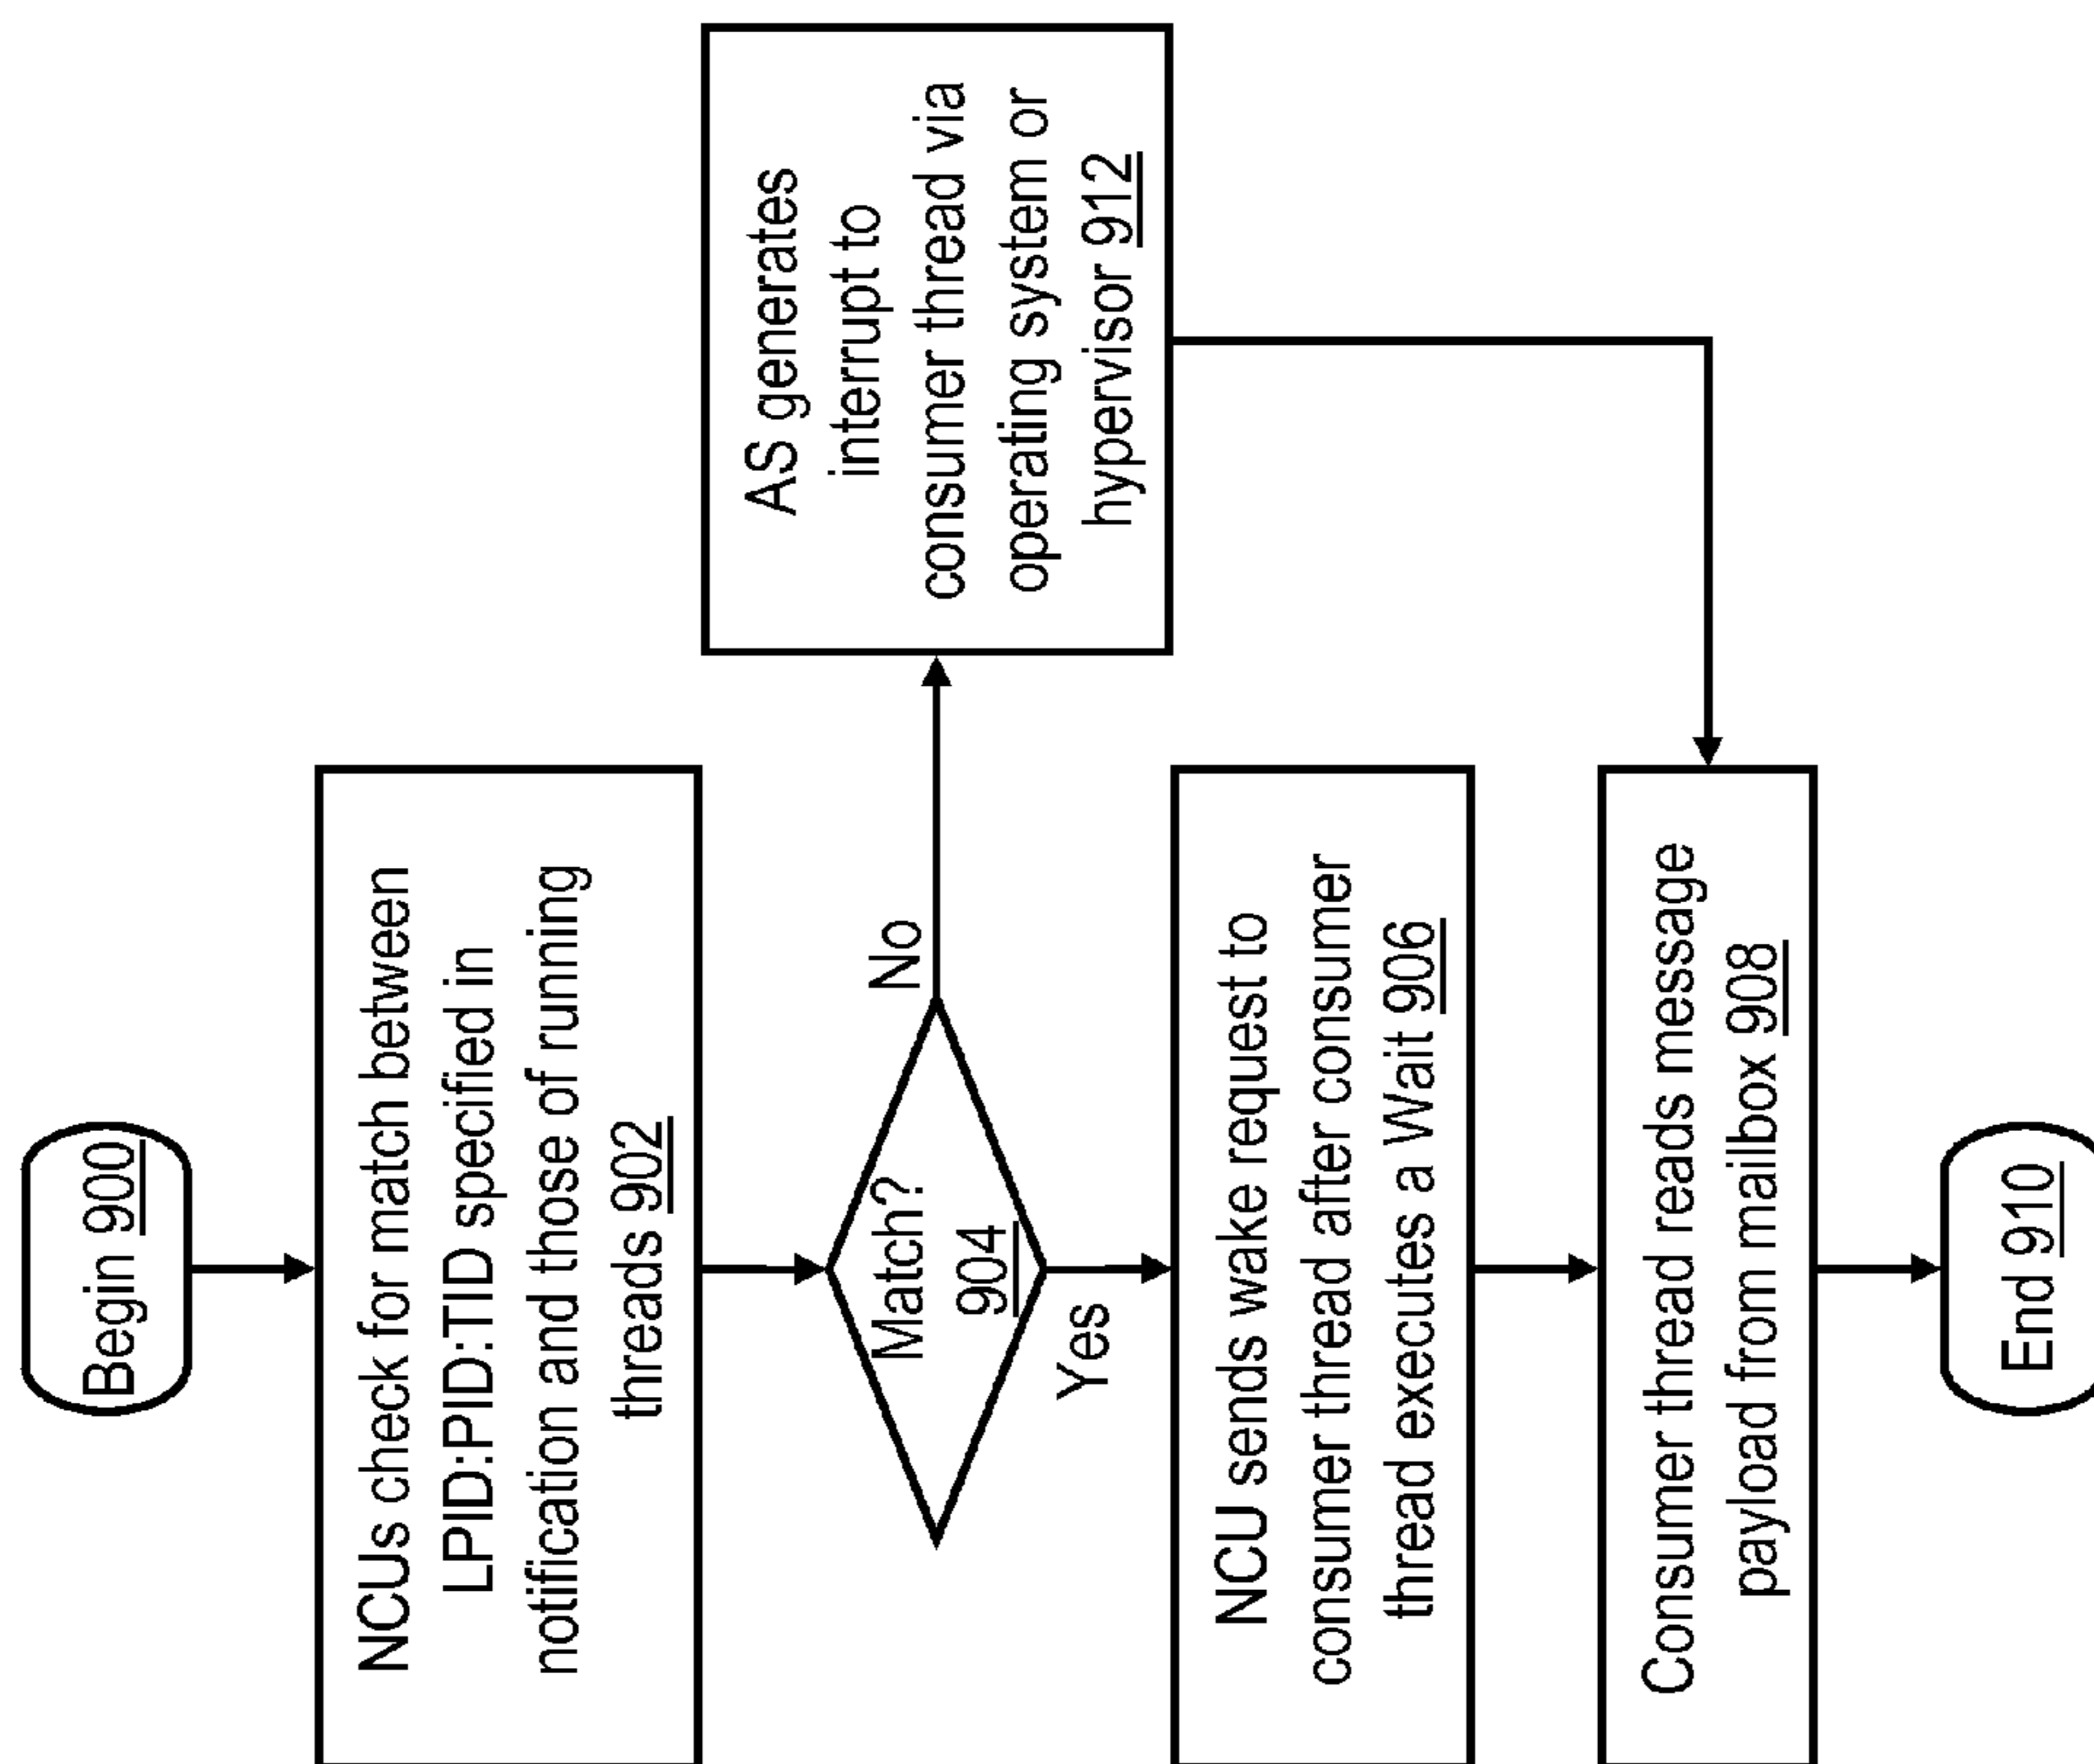 Begin 900
NCUs check for match between
LPID:PID:TID specified in
notification and those of running
threads 902
Match?
904
No
Yes
AS generates
interrupt to
consumer thread via
operating system or
hypervisor 912
NCU sends wake request to
consumer thread after consumer
thread executes a Wait 906
Consumer thread reads message
payload from mailbox 908
End 910